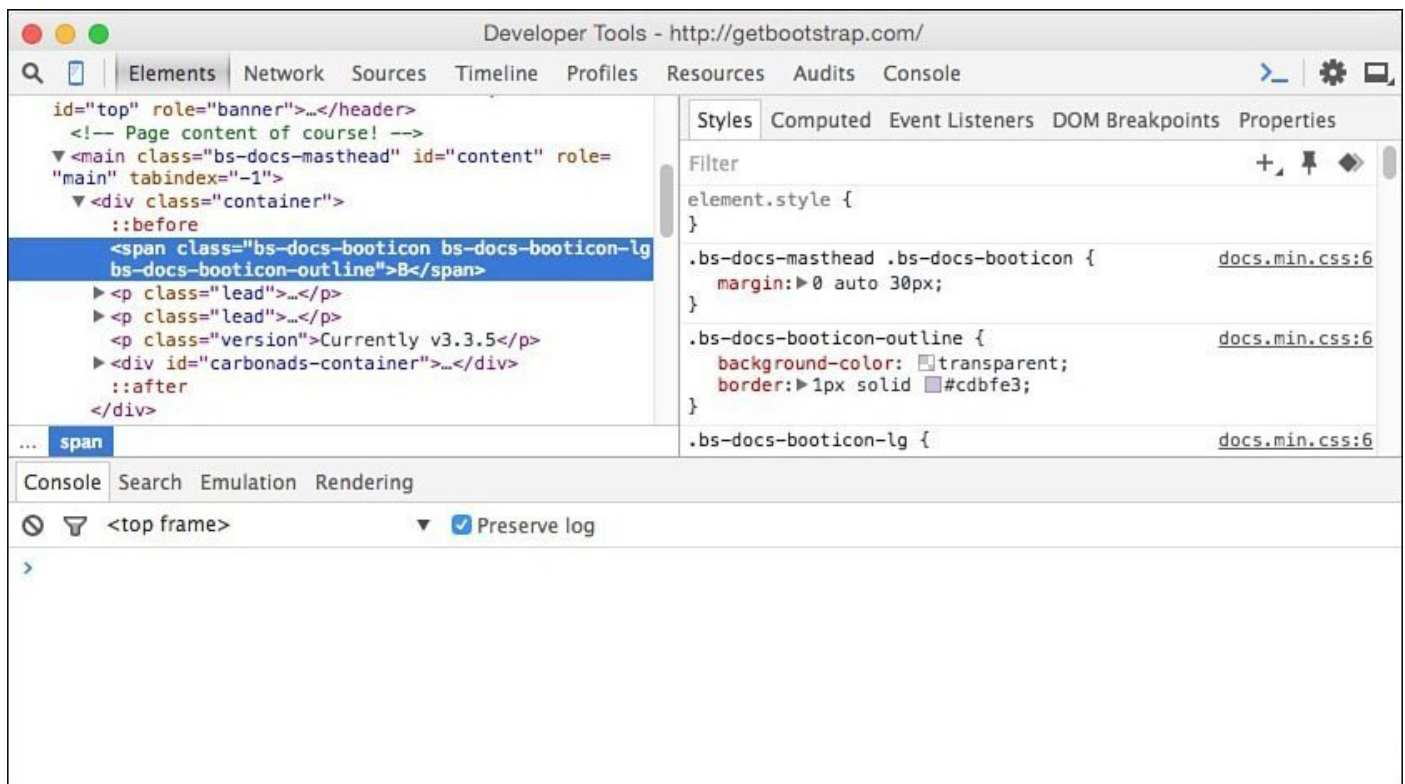 Developer Tools - http://getbootstrap.com/
Elements Network Sources Timeline Profiles Resources Audits Console
id="top" role="banner">…</header>
<!-- Page content of course! -->
▼<main class="bs-docs-masthead" id="content" role=
"main" tabindex="-1">
▼<div class="container">
::before
<span class="bs-docs-booticon bs-docs-booticon-lg
bs-docs-booticon-outline">B</span>
▶<p class="lead">…</p>
▶<p class="lead">…</p>
<p class="version">Currently v3.3.5</p>
▶<div id="carbonads-container">…</div>
::after
</div>
... span
Styles Computed Event Listeners DOM Breakpoints Properties
Filter
element.style {
}
.bs-docs-masthead .bs-docs-booticon { docs.min.css:6
margin:▶0 auto 30px;
}
.bs-docs-booticon-outline { docs.min.css:6
background-color: transparent;
border:▶1px solid #cdbfe3;
}
.bs-docs-booticon-lg { docs.min.css:6
Console Search Emulation Rendering
<top frame> ▼ Preserve log
>